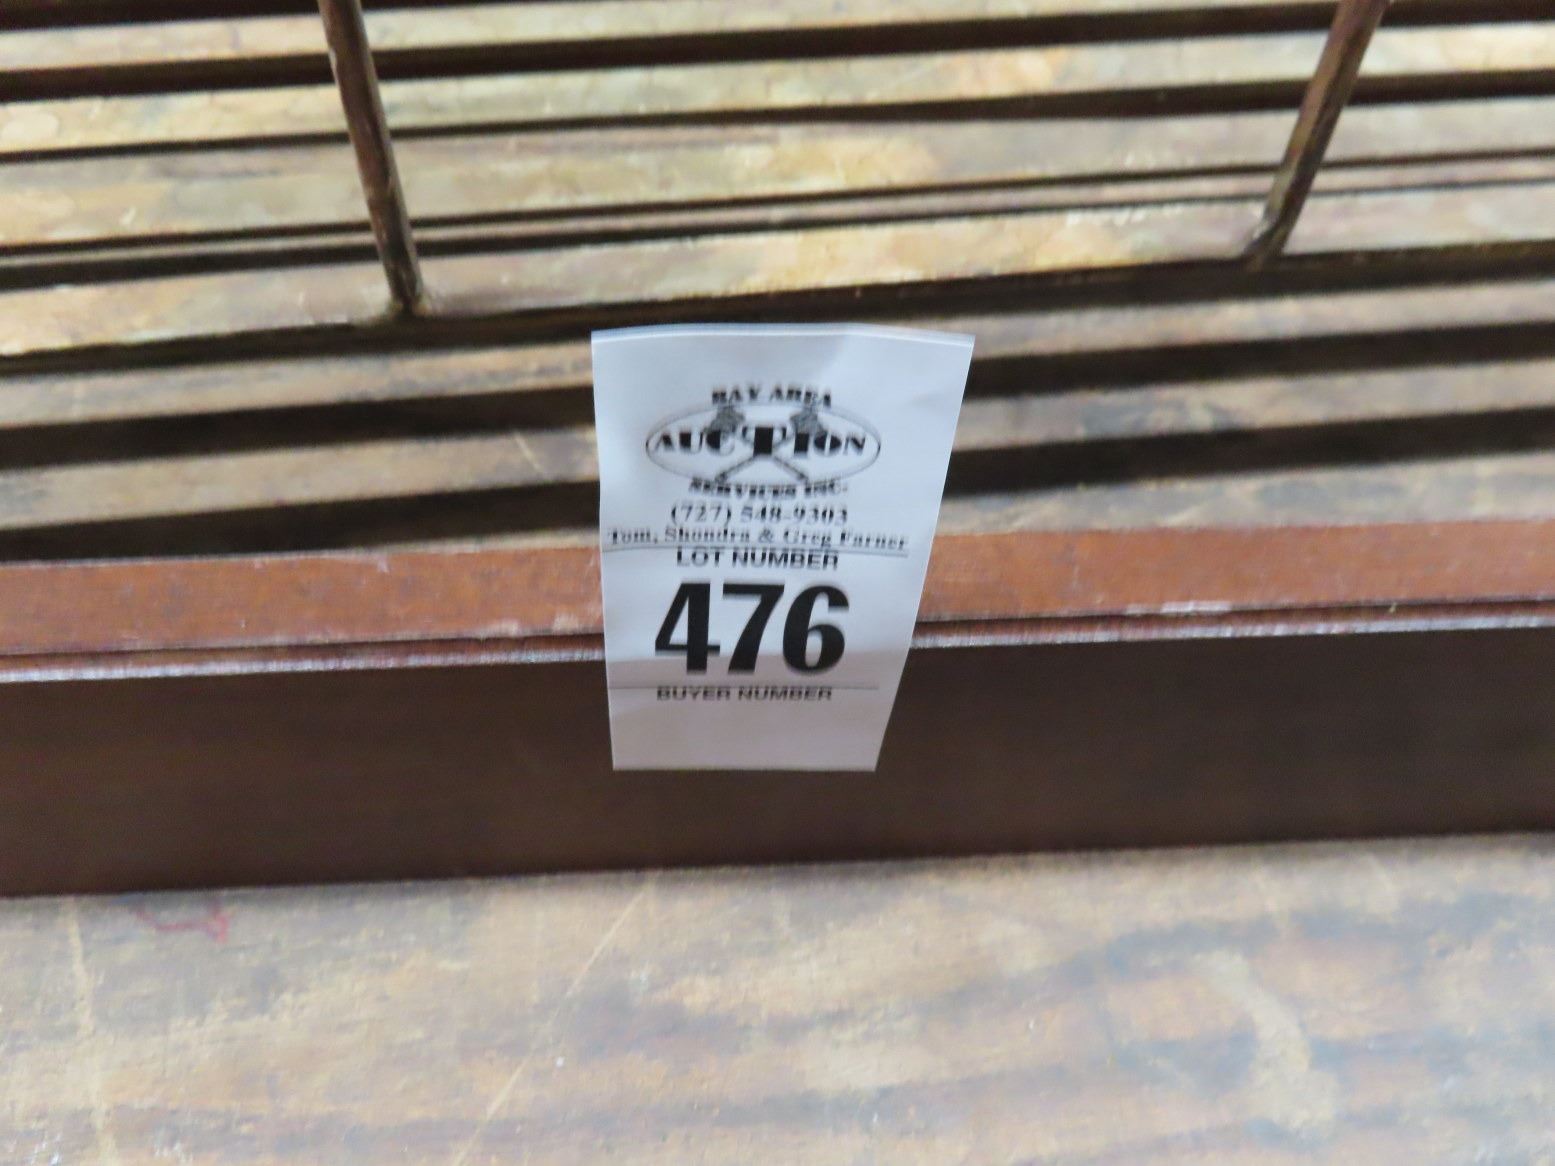 BAY AREA
AUCTION
SERVICES INC.
(727) 548-9303
Tom, Shondra & Greg Farner
LOT NUMBER
476
BUYER NUMBER